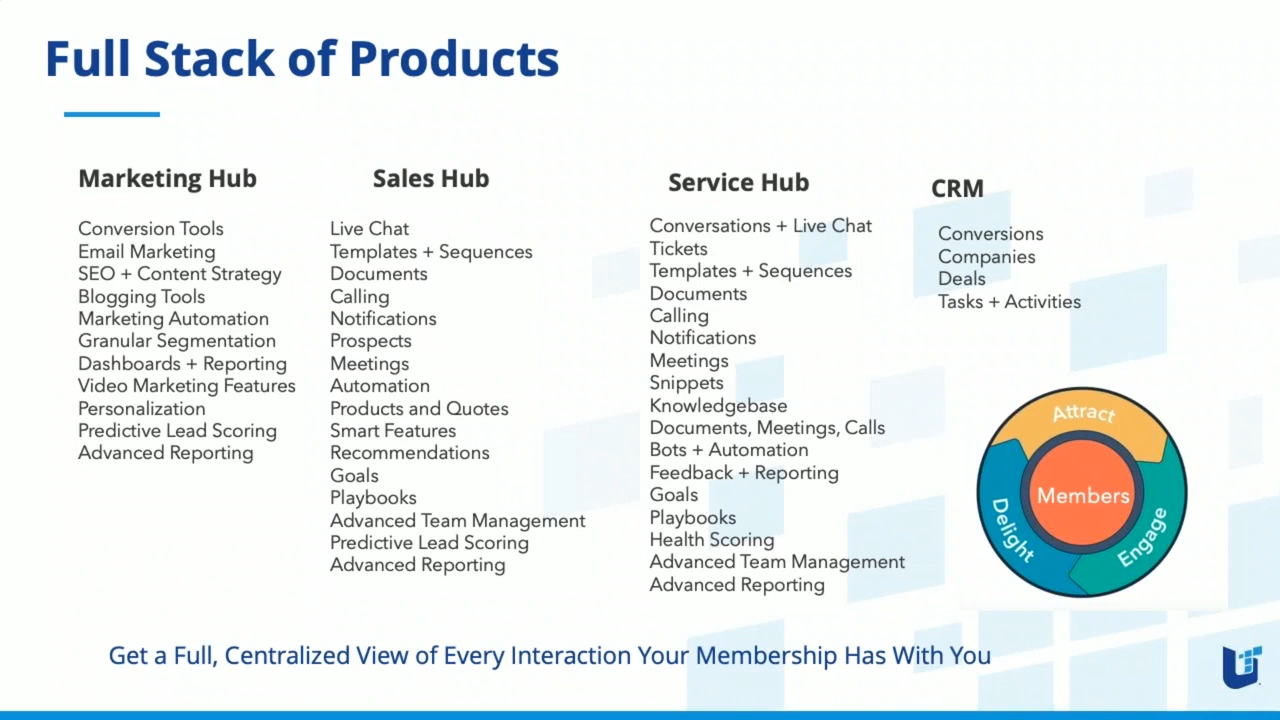 Full Stack of Products
Marketing Hub
Conversion Tools
Email Marketing
SEO + Content Strategy
Blogging Tools
Marketing Automation
Granular Segmentation
Dashboards + Reporting
Video Marketing Features
Personalization
Predictive Lead Scoring
Advanced Reporting
Sales Hub
Live Chat
Templates + Sequences
Documents
Calling
Notifications
Prospects
Meetings
Automation
Products and Quotes
Smart Features
Recommendations
Goals
Playbooks
Advanced Team Management
Predictive Lead Scoring
Advanced Reporting
Service Hub
Conversations + Live Chat
Tickets
Templates + Sequences
Documents
Calling
Notifications
Meetings
Snippets
Knowledgebase
Documents, Meetings, Calls
Bots + Automation
Feedback + Reporting
Goals
Playbooks
Health Scoring
Advanced Team Management
Advanced Reporting
CRM
Conversions
Companies
Deals
Tasks + Activities
Attract
Members
Delight
Engage
Get a Full, Centralized View of Every Interaction Your Membership Has With You